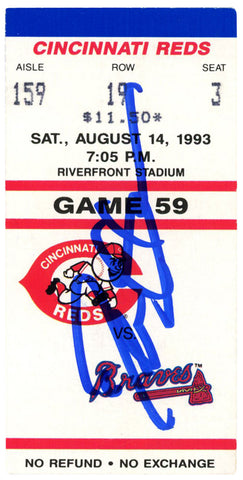 CINCINNATI REDS
AISLE ROW SEAT
159 19 3
$11.50*
SAT., AUGUST 14, 1993
7:05 P.M.
RIVERFRONT STADIUM
GAME 59
CINCINNATI
REDS
VS.
Braves
NO REFUND • NO EXCHANGE